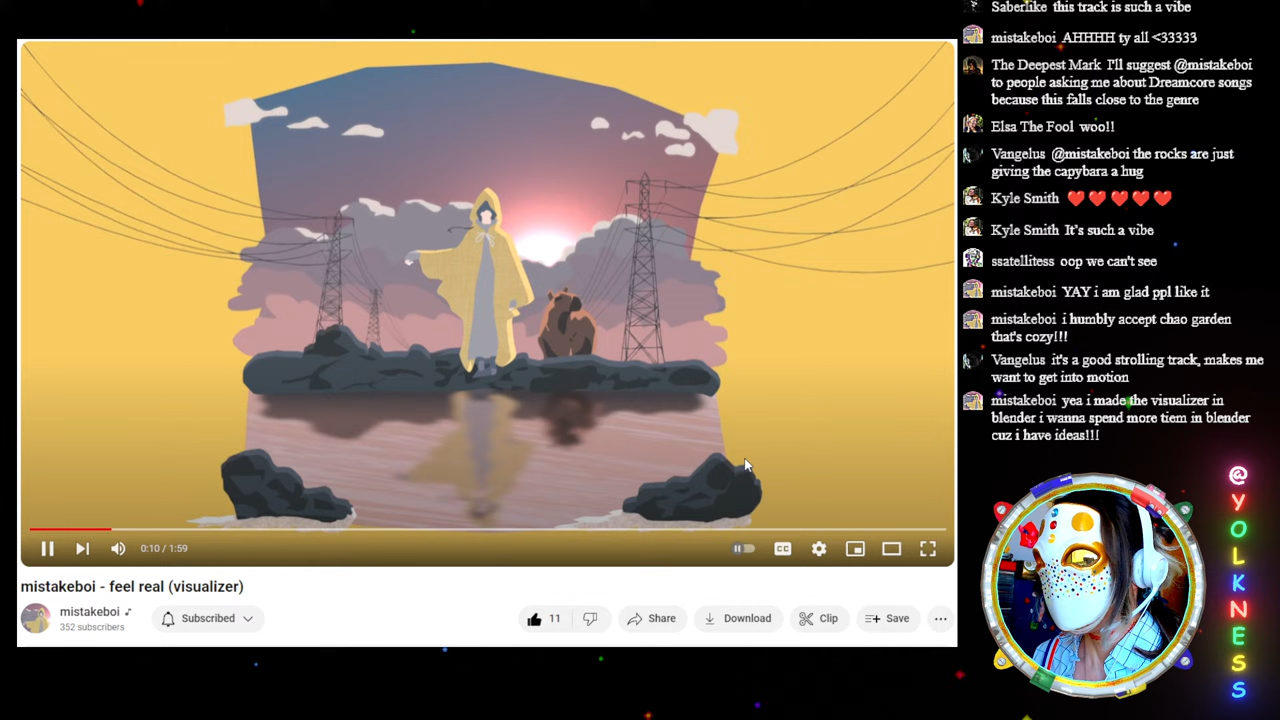 Saberlike this track is such a vibe
mistakeboi AHHHH ty all <33333
The Deepest Mark I'll suggest @mistakeboi
to people asking me about Dreamcore songs
because this falls close to the genre
Elsa The Fool woo!!
Vangelus @mistakeboi the rocks are just
giving the capybara a hug
Kyle Smith ❤❤❤❤❤
Kyle Smith It's such a vibe
ssatellitess oop we can't see
mistakeboi YAY i am glad ppl like it
mistakeboi i humbly accept chao garden
that's cozy!!!
Vangelus it's a good strolling track, makes me
want to get into motion
mistakeboi yea i made the visualizer in
blender i wanna spend more tiem in blender
cuz i have ideas!!!
0:10 / 1:59
CC
mistakeboi - feel real (visualizer)
mistakeboi ♪
352 subscribers
Subscribed
11
Share
Download
Clip
Save
@YOLKNESS